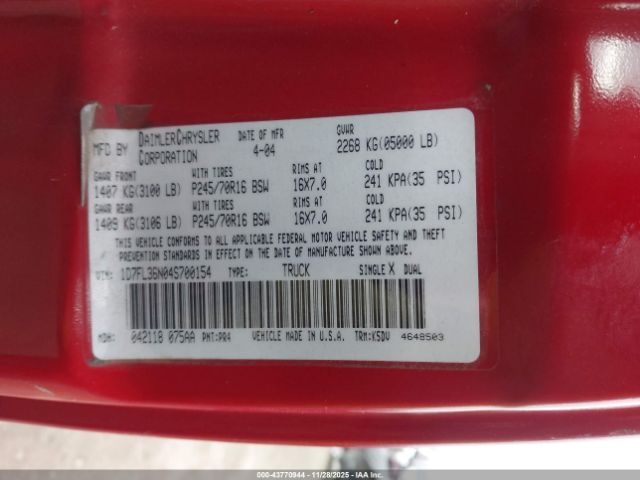 MFD BY DAIMLERCHRYSLER CORPORATION DATE OF MFR 4-04 GVWR 2268 KG(05000 LB)
GAWR FRONT WITH TIRES RIMS AT COLD
1407 KG(3100 LB) P245/70R16 BSW 16X7.0 241 KPA(35 PSI)
GAWR REAR WITH TIRES RIMS AT COLD
1409 KG(3106 LB) P245/70R16 BSW 16X7.0 241 KPA(35 PSI)
THIS VEHICLE CONFORMS TO ALL APPLICABLE FEDERAL MOTOR VEHICLE SAFETY AND THEFT
PREVENTION STANDARDS IN EFFECT ON THE DATE OF MANUFACTURE SHOWN ABOVE.
VIN: 1D7FL36N04S700154 TYPE: TRUCK SINGLE X DUAL
MDH: 042118 075AA PNT:PR4 VEHICLE MADE IN U.S.A. TRM:K5DV 4648503
000-43770944 | 11/28/2025 | IAAI.COM